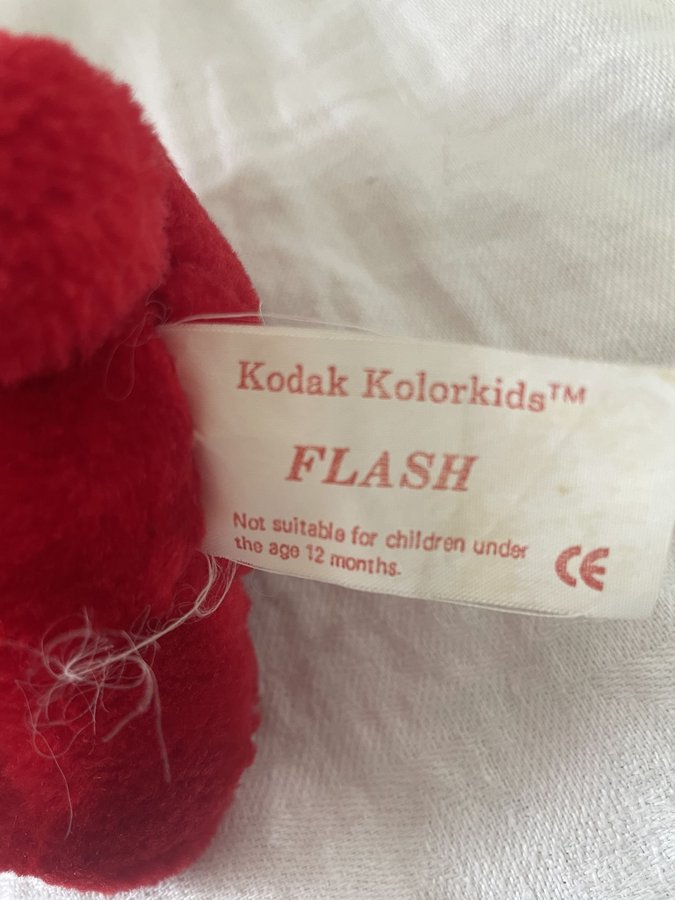 Kodak Kolorkids™
FLASH
Not suitable for children under
the age 12 months.
CE